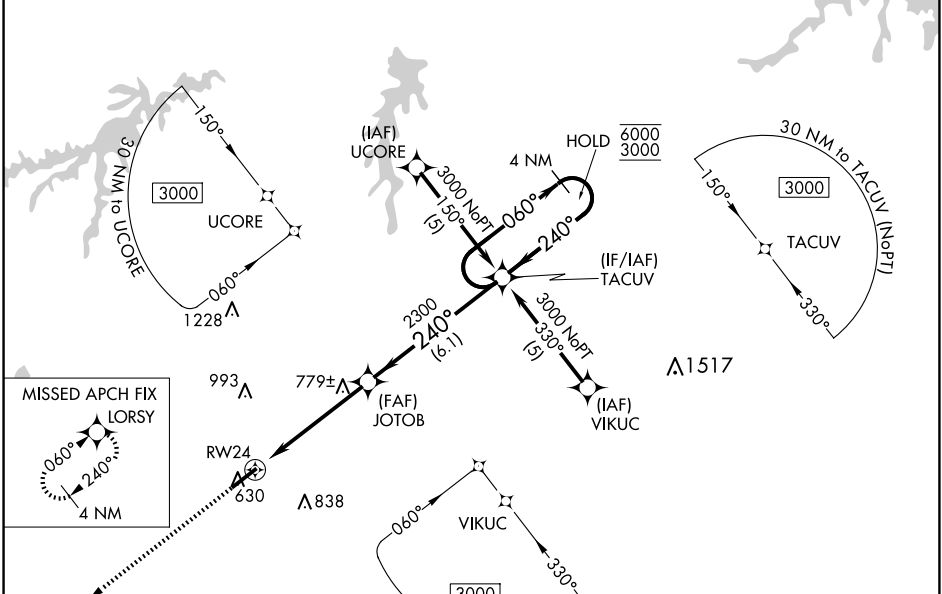 30 NM to UCORE
150°
3000
UCORE
060°
1228
(IAF)
UCORE
3000 NoPT
150°
(5)
4 NM
HOLD 6000
3000
060°
240°
(IF/IAF)
TACUV
30 NM to TACUV (NoPT)
150°
3000
TACUV
330°
2300
240°
(6.1)
3000 NoPT
330°
(5)
1517
(IAF)
VIKUC
993
779±
(FAF)
JOTOB
MISSED APCH FIX
LORSY
060°
240°
4 NM
RW24
630
838
060°
VIKUC
330°
3000